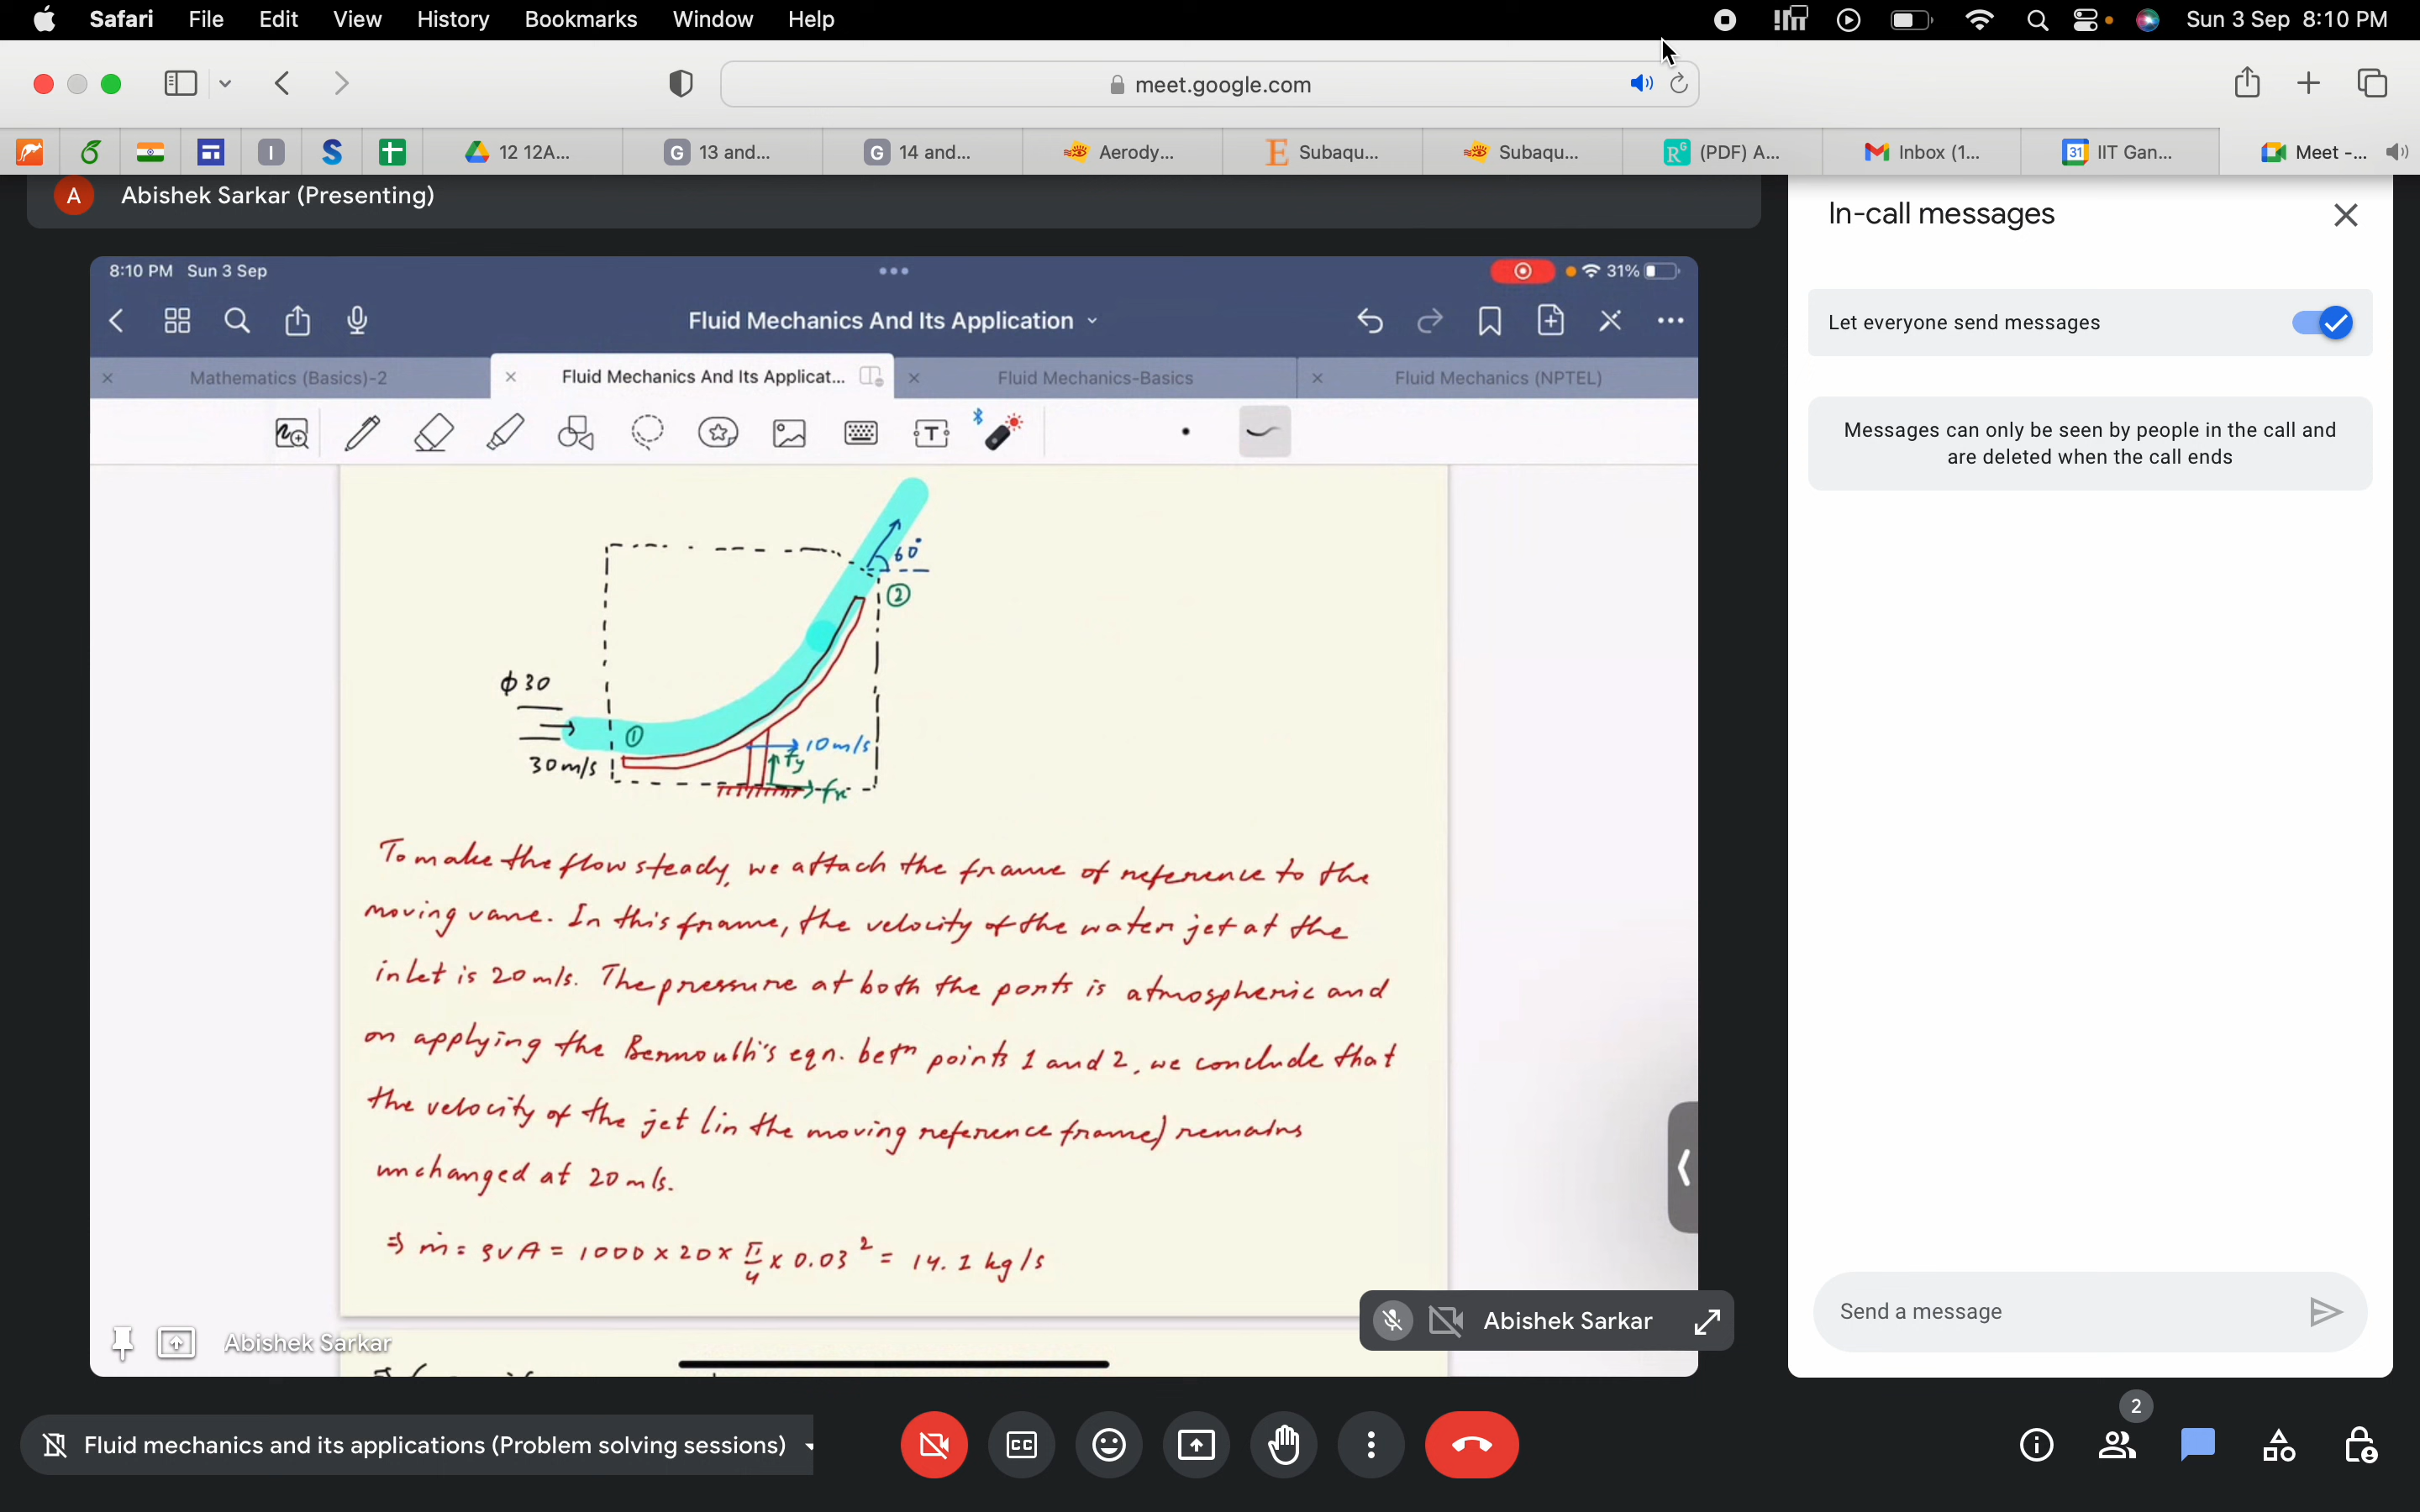 Safari File Edit View History Bookmarks Window Help Sun 3 Sep 8:10 PM
meet.google.com
12 12A... G 13 and... G 14 and... Aerody... E Subaqu... Subaqu... (PDF) A... Inbox (1... 31 IIT Gan... Meet -...
A Abishek Sarkar (Presenting)
8:10 PM Sun 3 Sep 31%
Fluid Mechanics And Its Application
Mathematics (Basics)-2 Fluid Mechanics And Its Applicat... Fluid Mechanics-Basics Fluid Mechanics (NPTEL)
60°
②
ϕ30
①
30m/s
10m/s
fy
fx
To make the flow steady, we attach the frame of reference to the
moving vane. In this frame, the velocity of the water jet at the
inlet is 20 m/s. The pressure at both the ports is atmospheric and
on applying the Bernoulli's eqn. betn points 1 and 2, we conclude that
the velocity of the jet (in the moving reference frame) remains
unchanged at 20 m/s.
⇒ ṁ = ρVA = 1000 × 20 × π/4 × 0.03² = 14.1 kg/s
Abishek Sarkar
Abishek Sarkar
In-call messages
Let everyone send messages
Messages can only be seen by people in the call and
are deleted when the call ends
Send a message
Fluid mechanics and its applications (Problem solving sessions)
CC
2